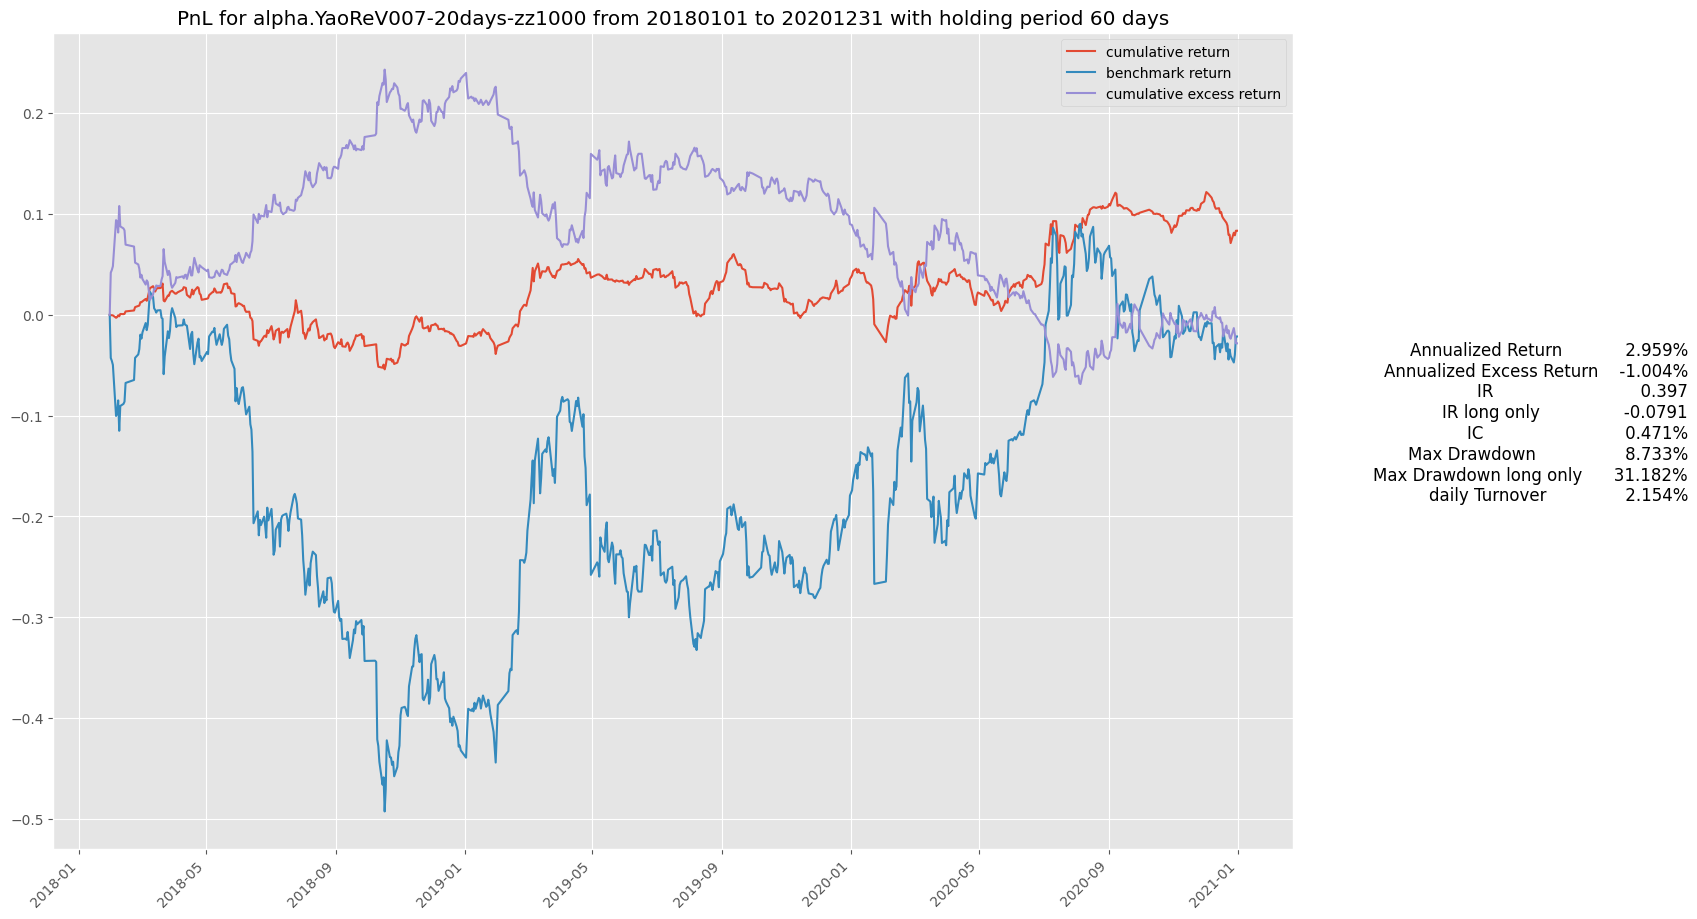 PnL for alpha.YaoReV007-20days-zz1000 from 20180101 to 20201231 with holding period 60 days
cumulative return
benchmark return
cumulative excess return
0.2
0.1
0.0
−0.1
−0.2
−0.3
−0.4
−0.5
2018-01
2018-05
2018-09
2019-01
2019-05
2019-09
2020-01
2020-05
2020-09
2021-01
Annualized Return 2.959%
Annualized Excess Return -1.004%
IR 0.397
IR long only -0.0791
IC 0.471%
Max Drawdown 8.733%
Max Drawdown long only 31.182%
daily Turnover 2.154%